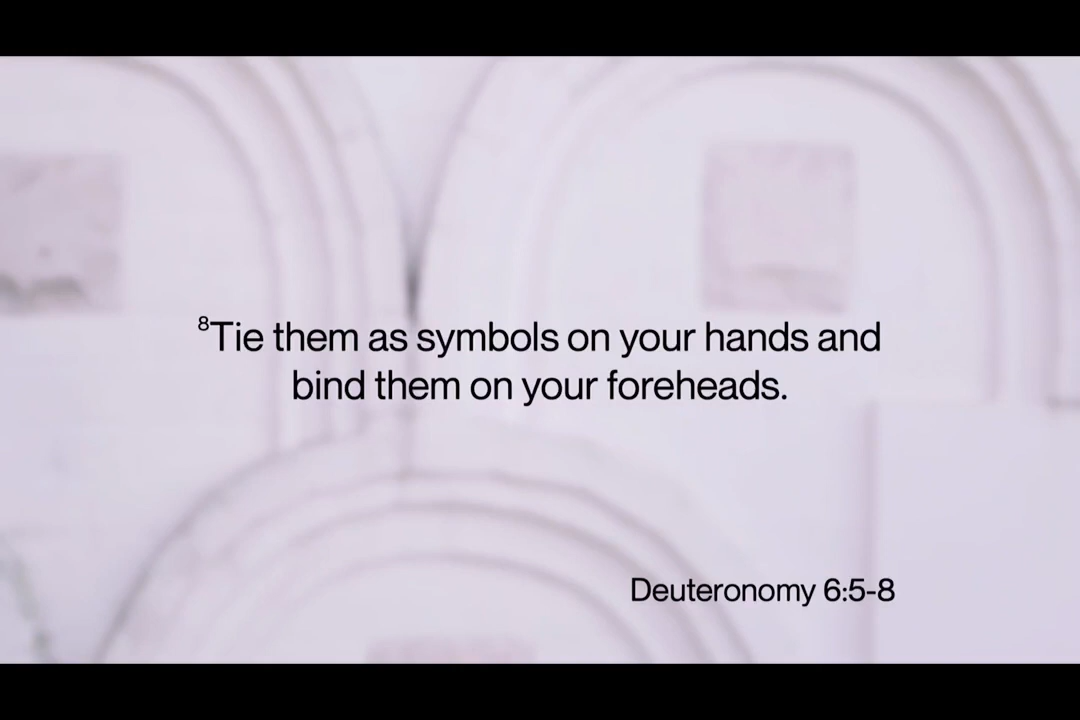 ⁸Tie them as symbols on your hands and
bind them on your foreheads.
Deuteronomy 6:5-8